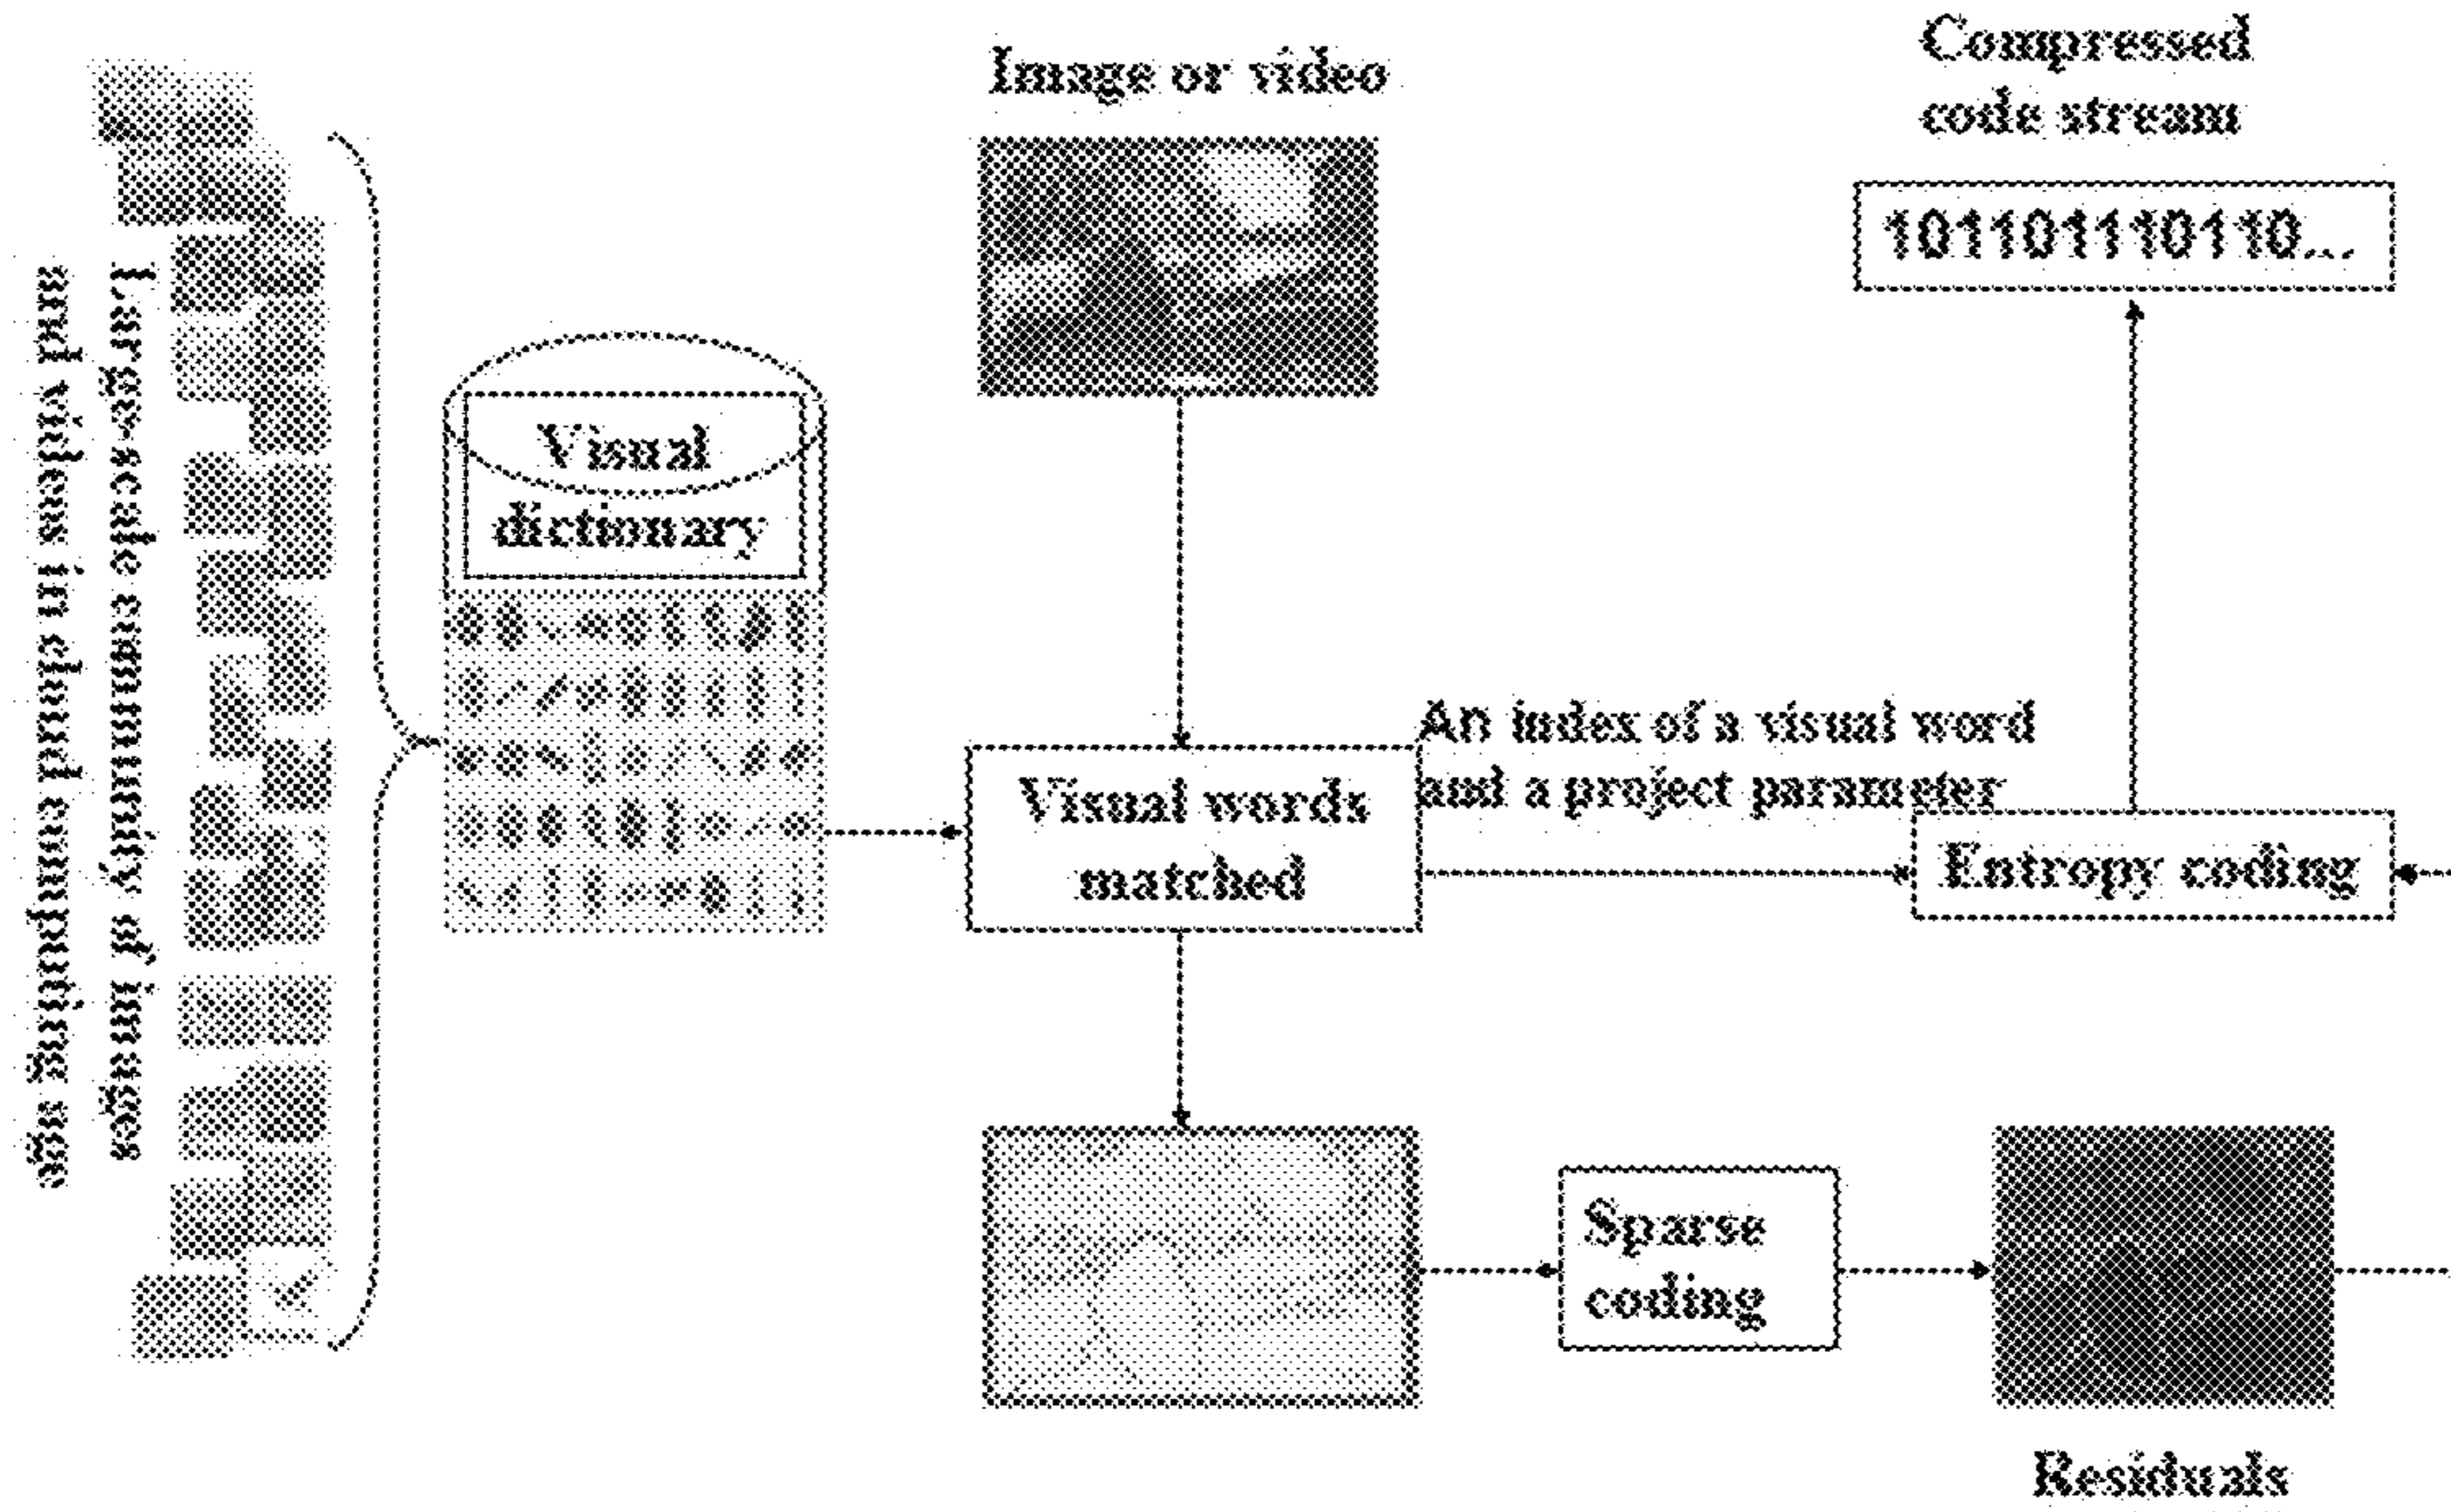 Large-scale community of images
and videos in cloud computing age
Visual
dictionary
Image or video
Compressed
code stream
101101110110...
Visual words
matched
An index of a visual word
and a project parameter
Entropy coding
Sparse
coding
Residuals